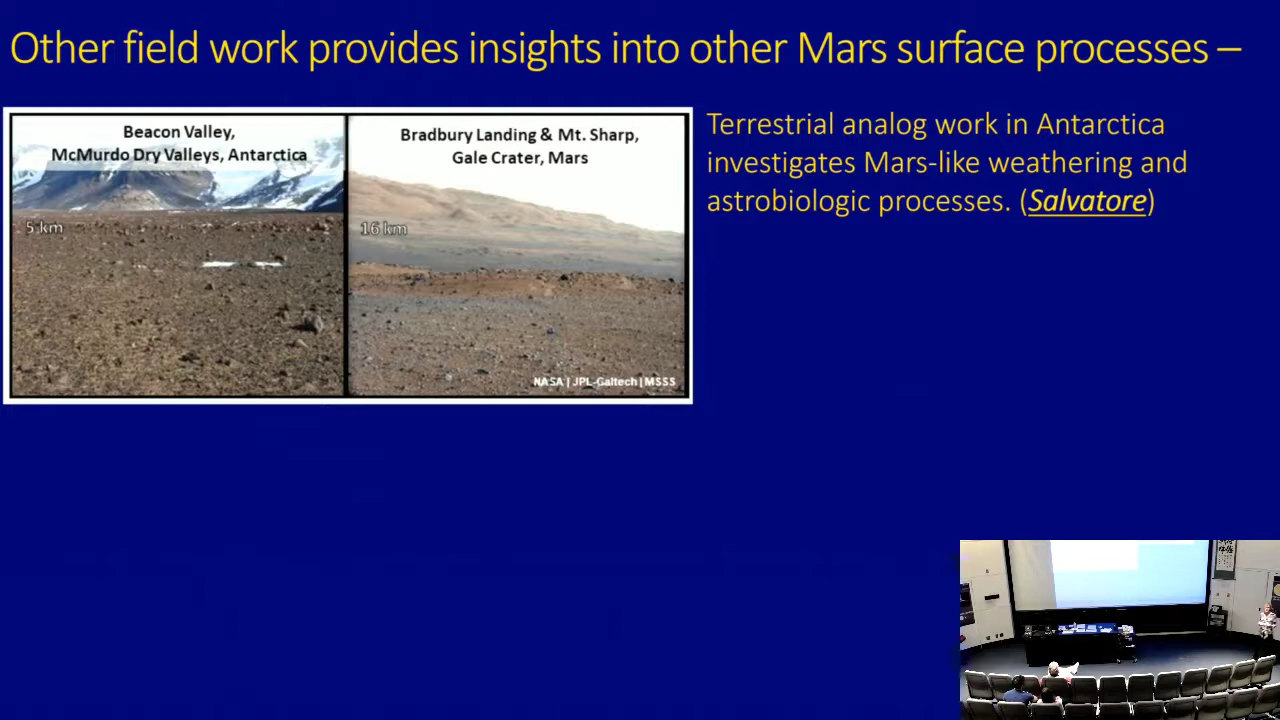 Other field work provides insights into other Mars surface processes –
Beacon Valley,
McMurdo Dry Valleys, Antarctica
5 km
Bradbury Landing & Mt. Sharp,
Gale Crater, Mars
16 km
NASA | JPL-Caltech | MSSS
Terrestrial analog work in Antarctica
investigates Mars-like weathering and
astrobiologic processes. (Salvatore)